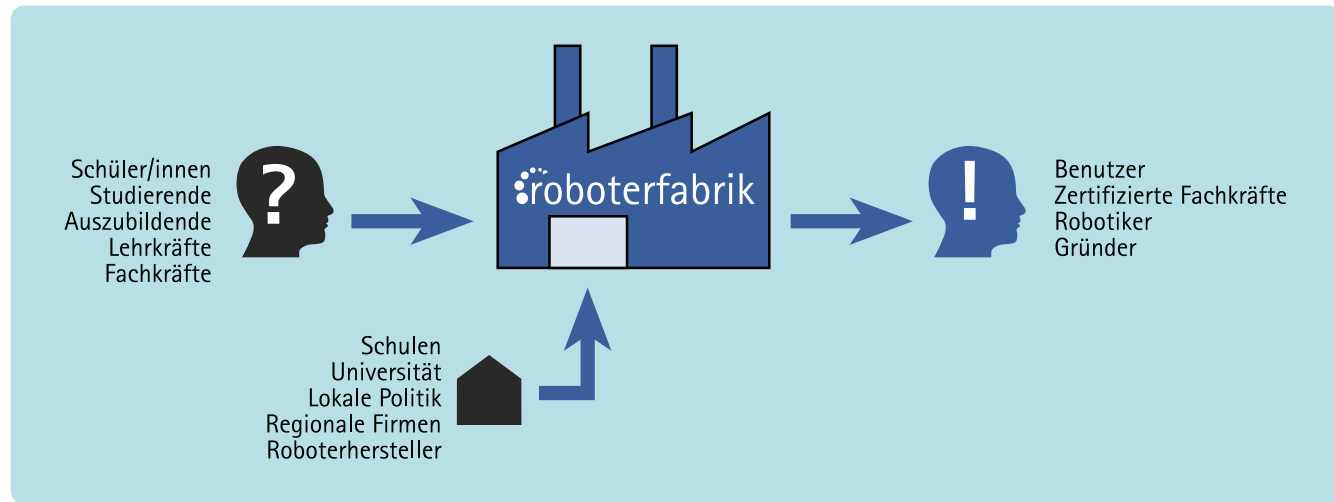 Schüler/innen
Studierende
Auszubildende
Lehrkräfte
Fachkräfte
?
roboterfabrik
!
Benutzer
Zertifizierte Fachkräfte
Robotiker
Gründer
Schulen
Universität
Lokale Politik
Regionale Firmen
Roboterhersteller